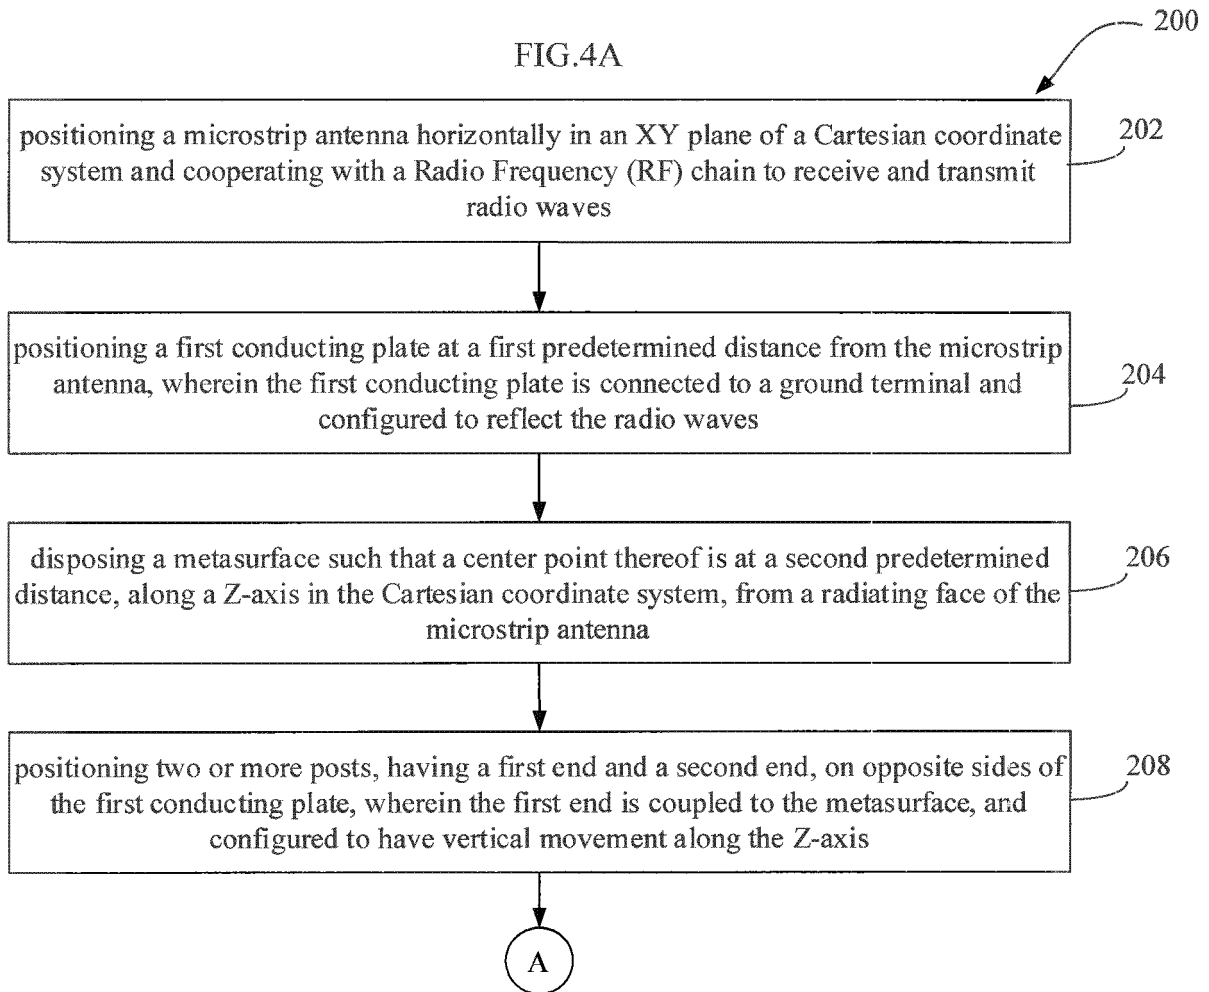 200
FIG.4A
positioning a microstrip antenna horizontally in an XY plane of a Cartesian coordinate
system and cooperating with a Radio Frequency (RF) chain to receive and transmit
radio waves
202
positioning a first conducting plate at a first predetermined distance from the microstrip
antenna, wherein the first conducting plate is connected to a ground terminal and
configured to reflect the radio waves
204
disposing a metasurface such that a center point thereof is at a second predetermined
distance, along a Z-axis in the Cartesian coordinate system, from a radiating face of the
microstrip antenna
206
positioning two or more posts, having a first end and a second end, on opposite sides of
the first conducting plate, wherein the first end is coupled to the metasurface, and
configured to have vertical movement along the Z-axis
208
A